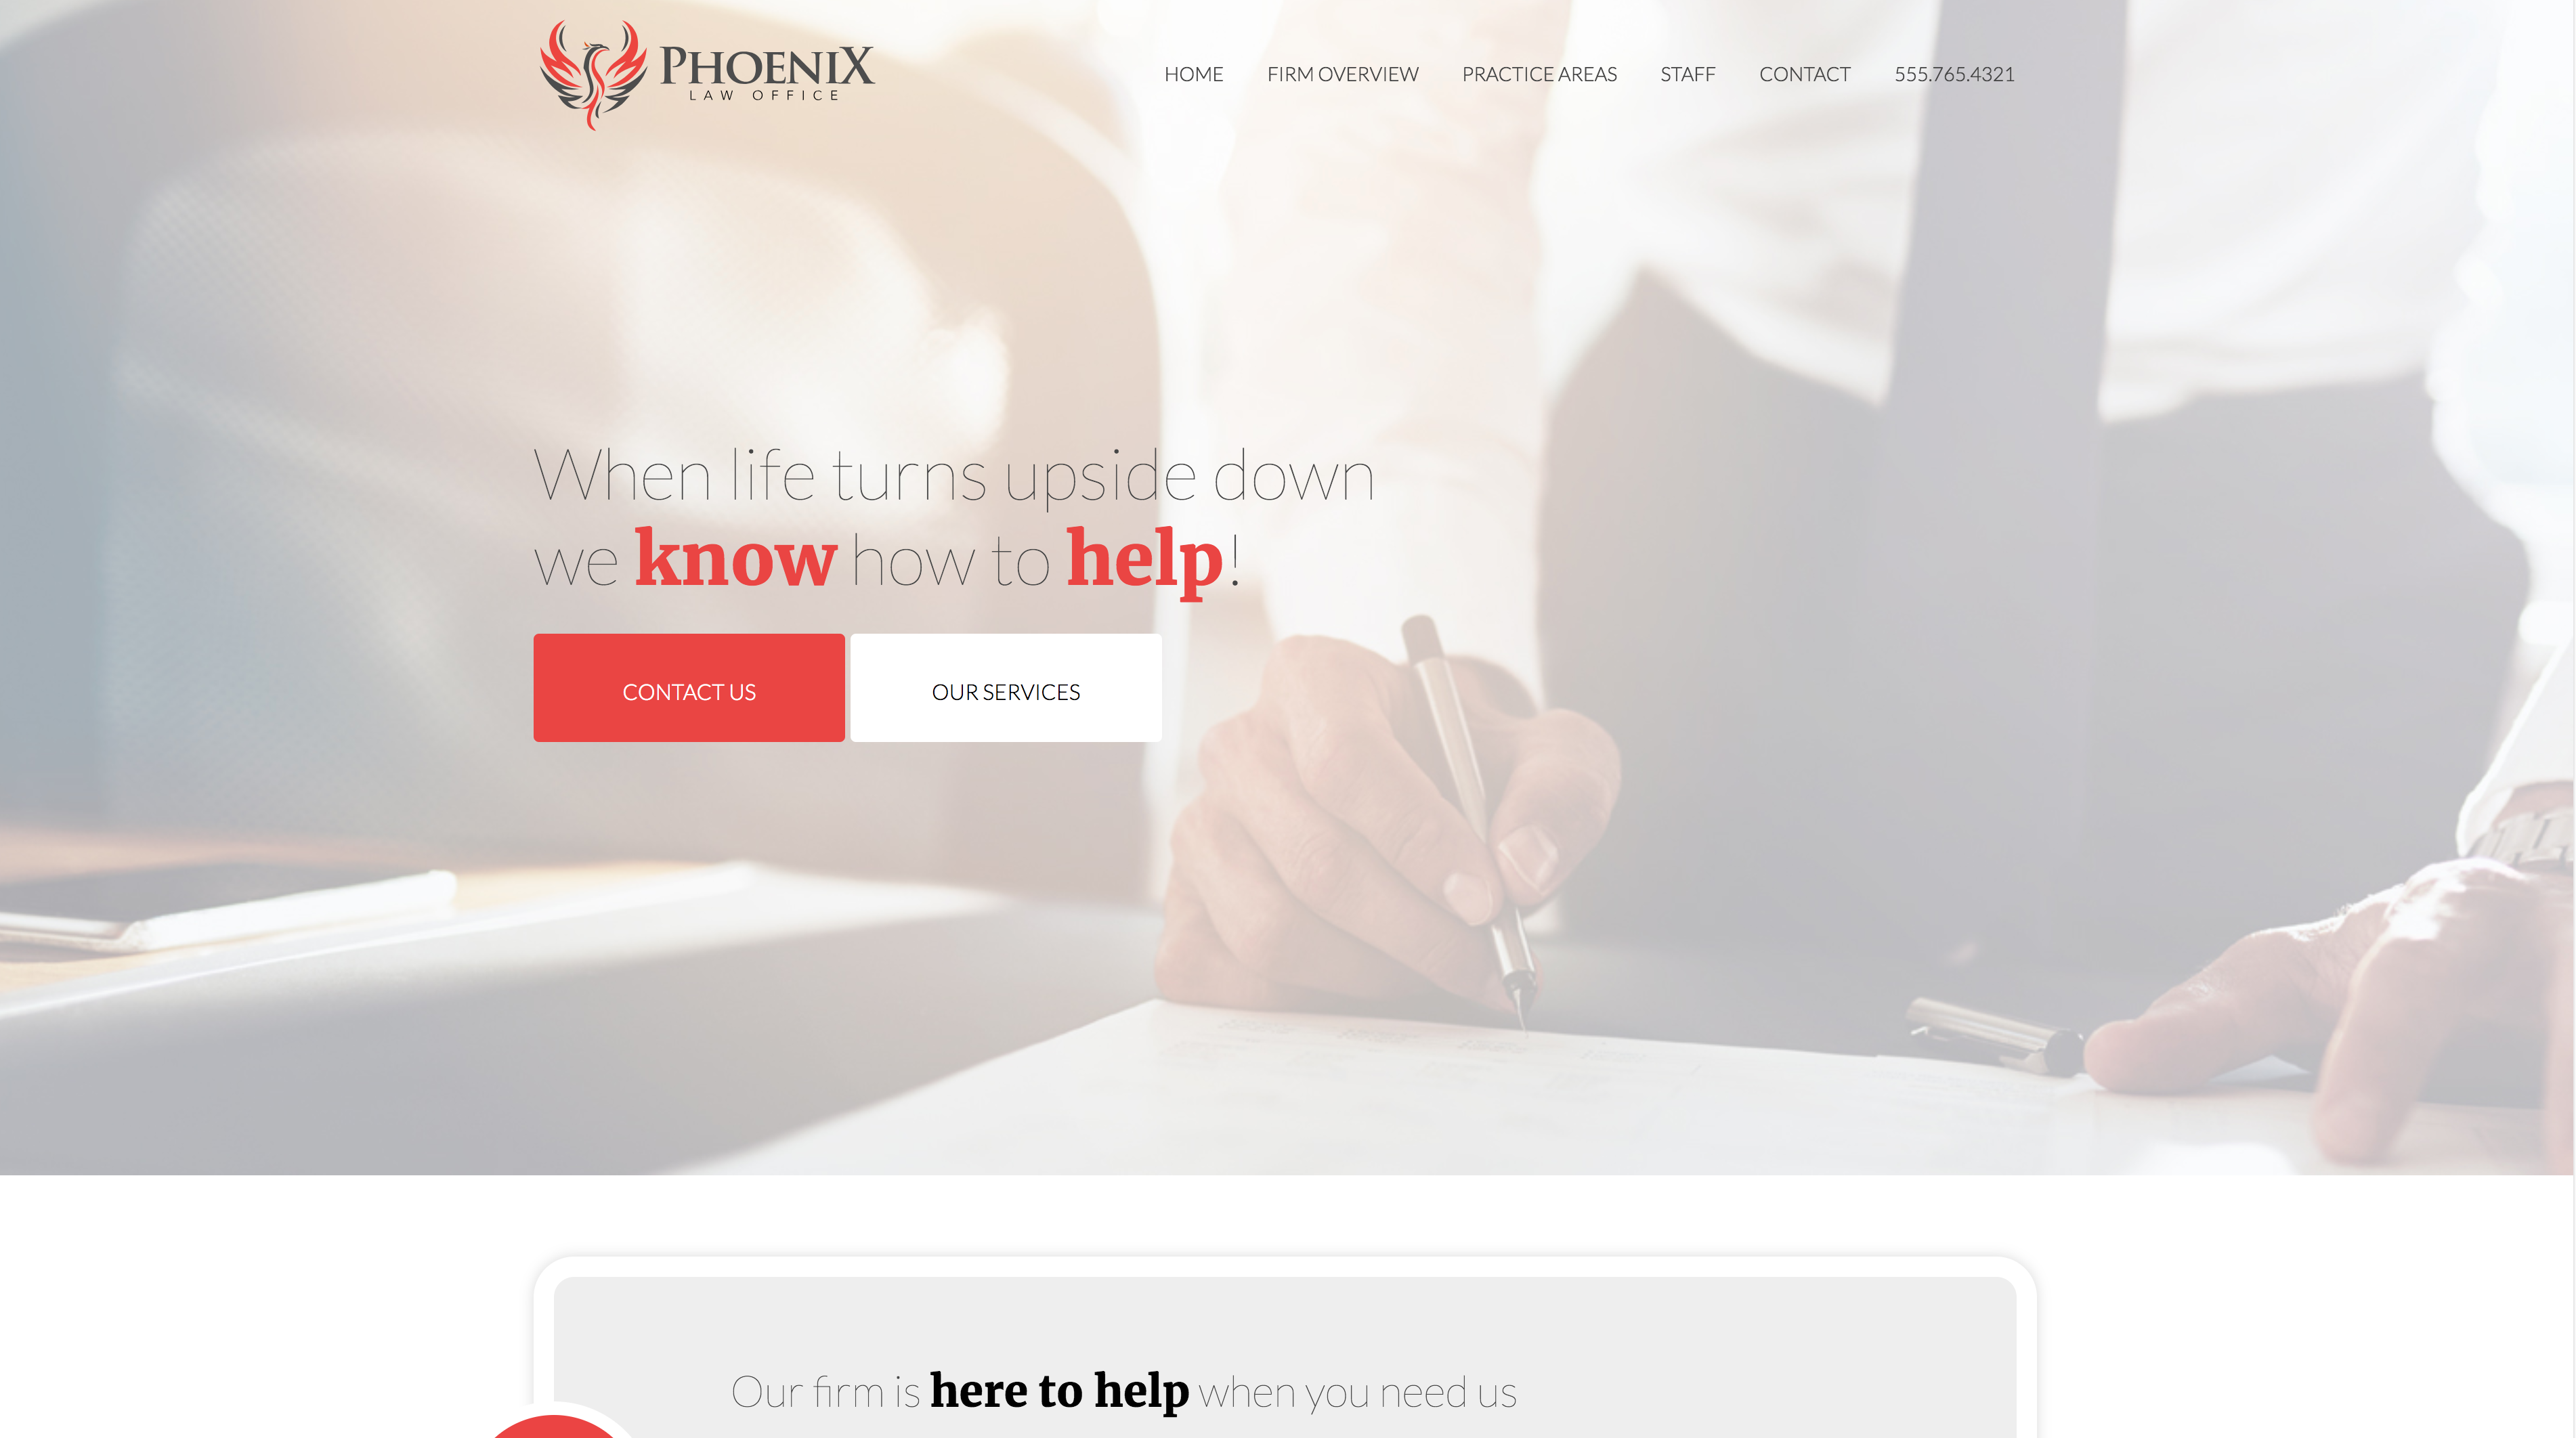 PHOENIX
LAW OFFICE
HOME
FIRM OVERVIEW
PRACTICE AREAS
STAFF
CONTACT
555.765.4321
When life turns upside down
we know how to help!
CONTACT US
OUR SERVICES
Our firm is here to help when you need us